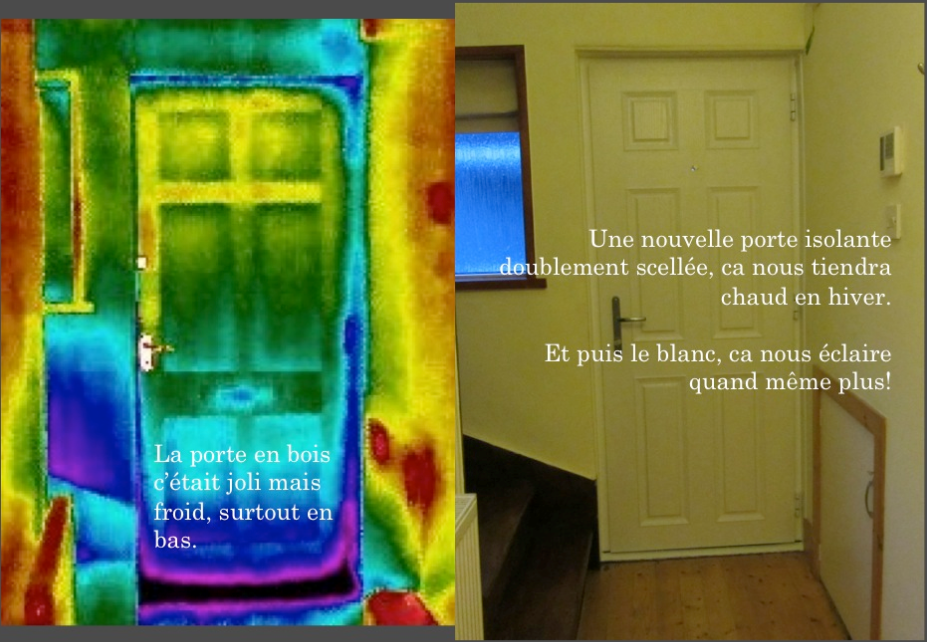 La porte en bois
c'était joli mais
froid, surtout en
bas.
Une nouvelle porte isolante
doublement scellée, ca nous tiendra
chaud en hiver.
Et puis le blanc, ca nous éclaire
quand même plus!